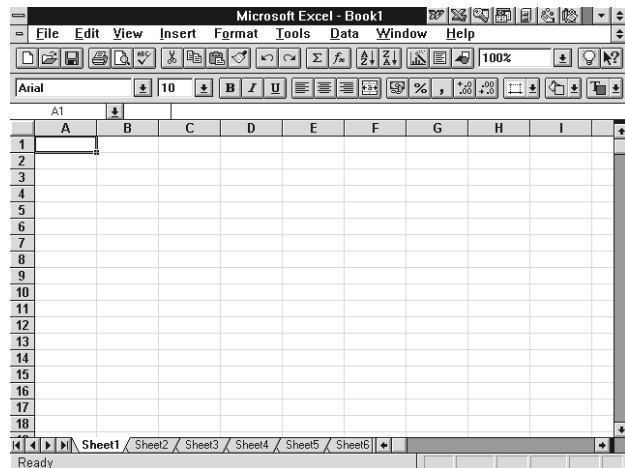 Microsoft Excel - Book1
File Edit View Insert Format Tools Data Window Help
100%
Arial 10 B I U % ,
A1
A B C D E F G H I
1
2
3
4
5
6
7
8
9
10
11
12
13
14
15
16
17
18
Sheet1 Sheet2 Sheet3 Sheet4 Sheet5 Sheet6
Ready